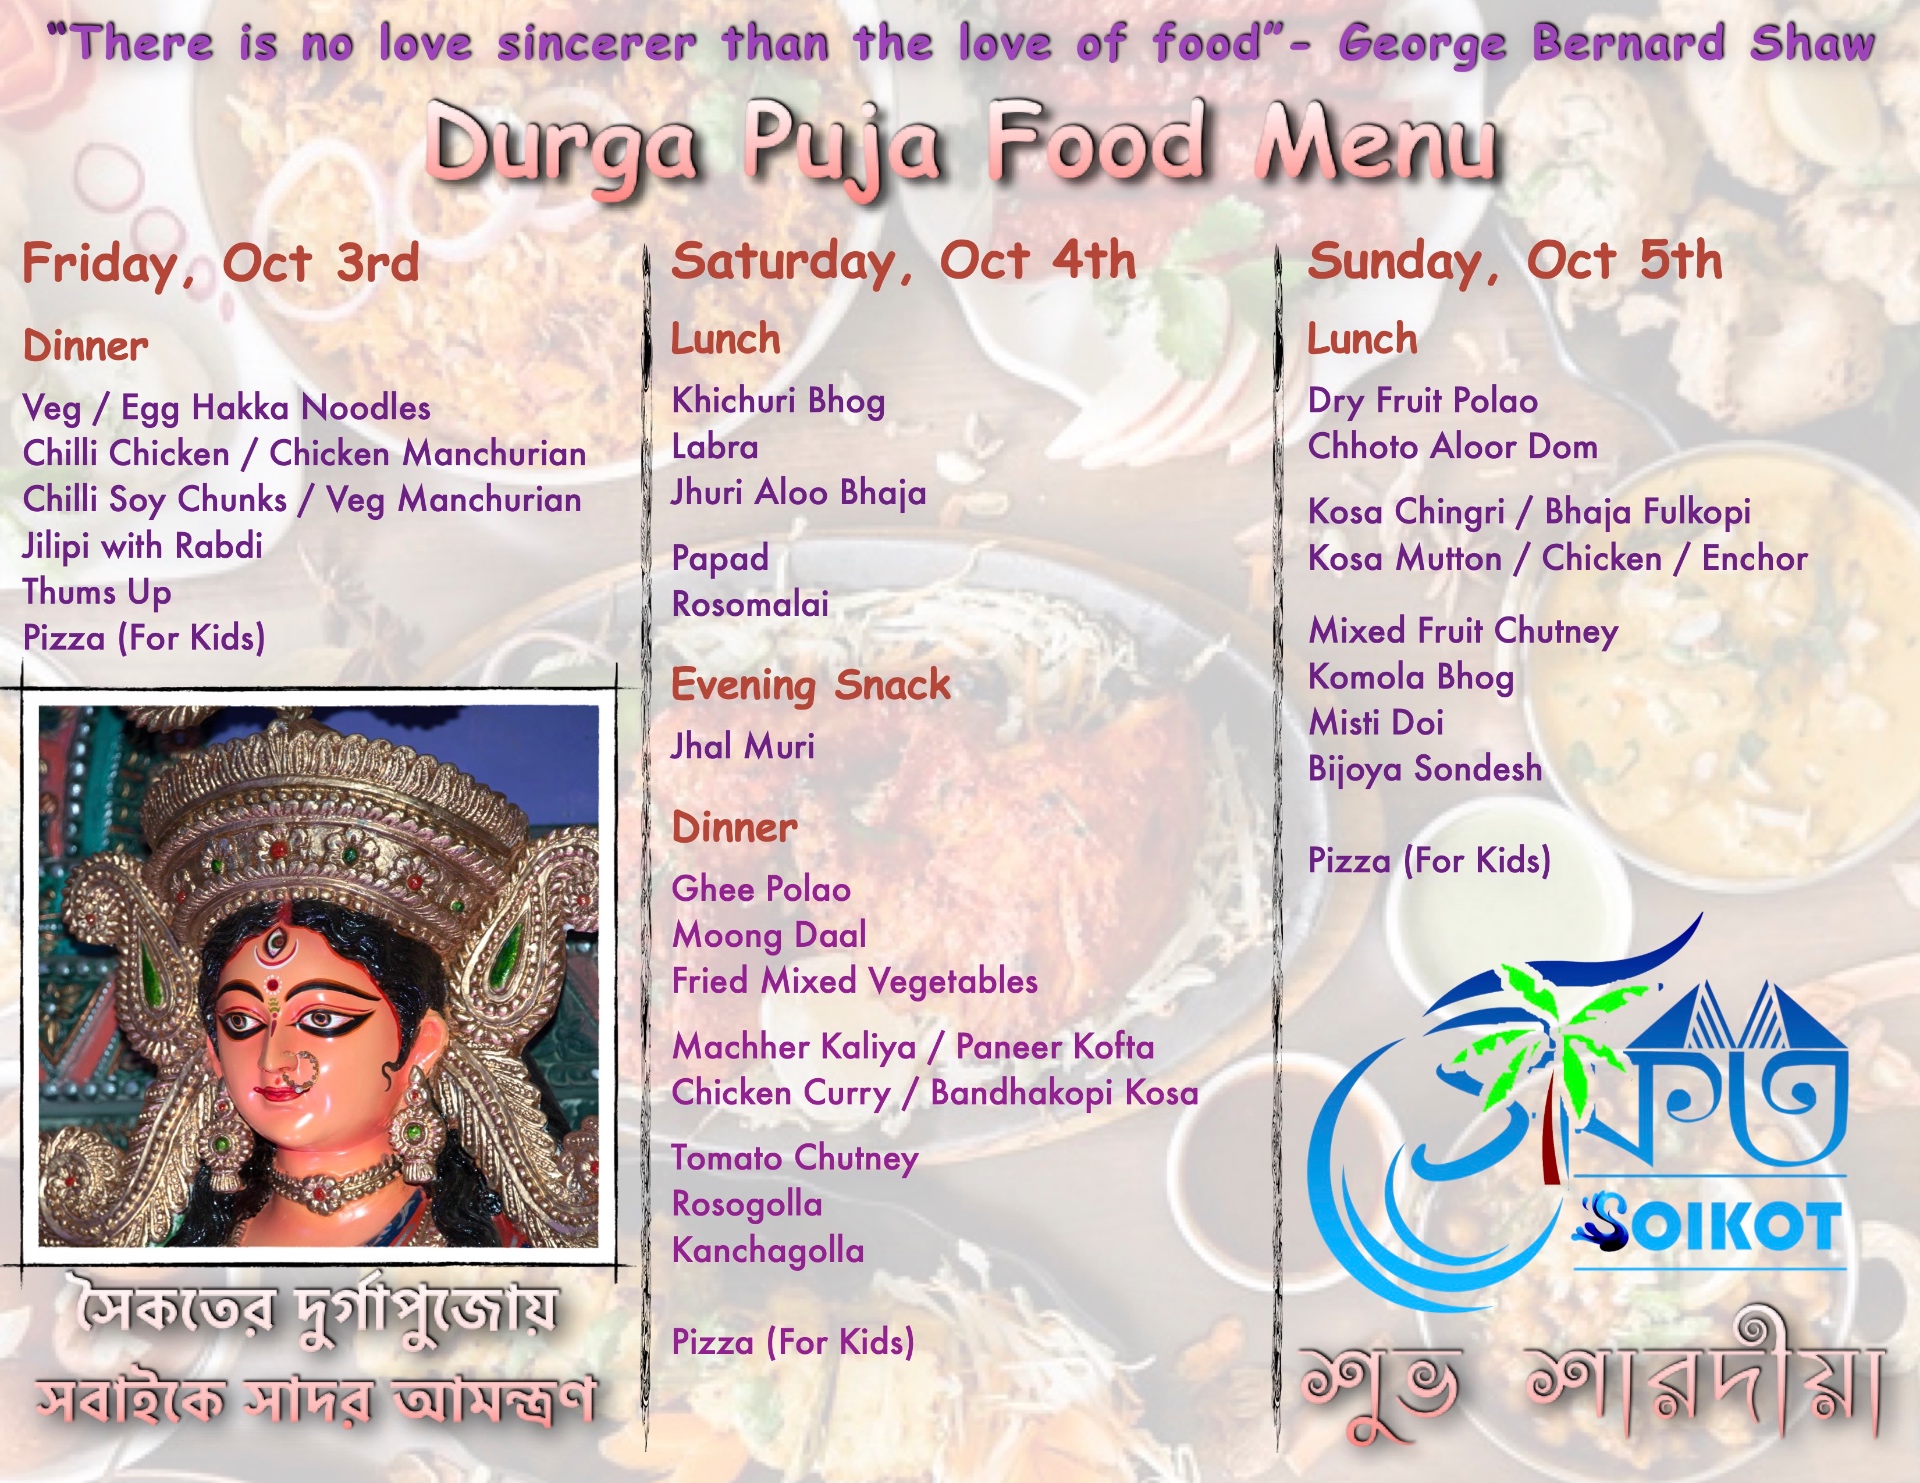 “There is no love sincerer than the love of food”- George Bernard Shaw
Durga Puja Food Menu
Friday, Oct 3rd
Dinner
Veg / Egg Hakka Noodles
Chilli Chicken / Chicken Manchurian
Chilli Soy Chunks / Veg Manchurian
Jilipi with Rabdi
Thums Up
Pizza (For Kids)
সৈকতের দুর্গাপুজোয়
সবাইকে সাদর আমন্ত্রণ
Saturday, Oct 4th
Lunch
Khichuri Bhog
Labra
Jhuri Aloo Bhaja
Papad
Rosomalai
Evening Snack
Jhal Muri
Dinner
Ghee Polao
Moong Daal
Fried Mixed Vegetables
Machher Kaliya / Paneer Kofta
Chicken Curry / Bandhakopi Kosa
Tomato Chutney
Rosogolla
Kanchagolla
Pizza (For Kids)
Sunday, Oct 5th
Lunch
Dry Fruit Polao
Chhoto Aloor Dom
Kosa Chingri / Bhaja Fulkopi
Kosa Mutton / Chicken / Enchor
Mixed Fruit Chutney
Komola Bhog
Misti Doi
Bijoya Sondesh
Pizza (For Kids)
সৈকত
SOIKOT
শুভ শারদীয়া